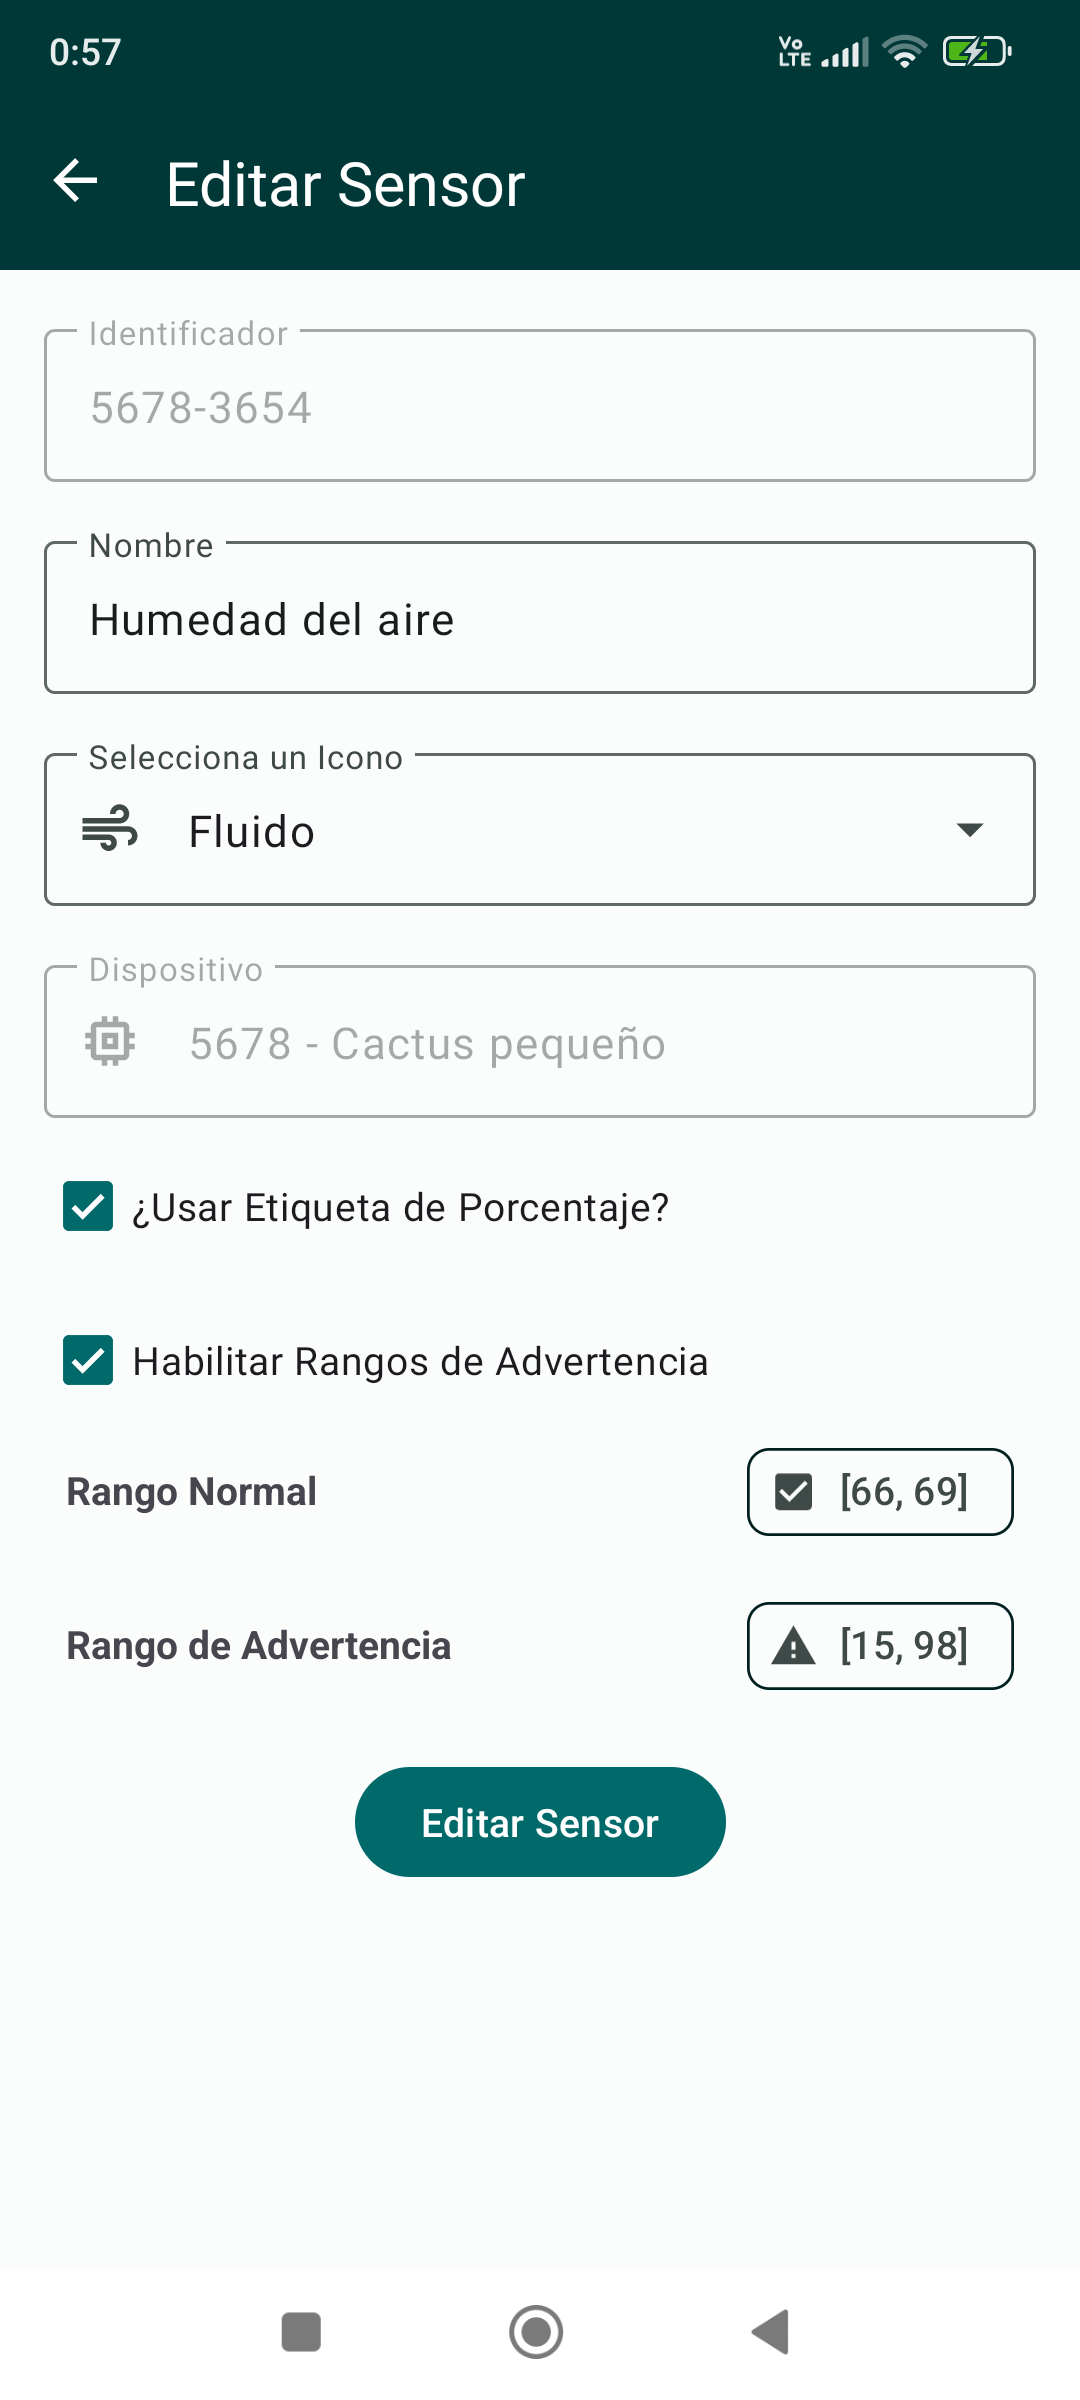 0:57
Vo LTE
Editar Sensor
Identificador
5678-3654
Nombre
Humedad del aire
Selecciona un Icono
Fluido
Dispositivo
5678 - Cactus pequeño
¿Usar Etiqueta de Porcentaje?
Habilitar Rangos de Advertencia
Rango Normal [66, 69]
Rango de Advertencia [15, 98]
Editar Sensor